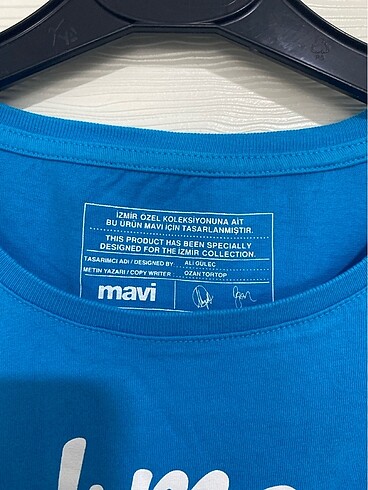 İZMİR ÖZEL KOLEKSİYONUNA AİT
BU ÜRÜN MAVİ İÇİN TASARLANMIŞTIR.
THIS PRODUCT HAS BEEN SPECIALLY
DESIGNED FOR THE İZMİR COLLECTION.
TASARIMCI ADI / DESIGNED BY ALİ GÜLEÇ
METİN YAZARI / COPY WRITER OZAN TORTOP
mavi